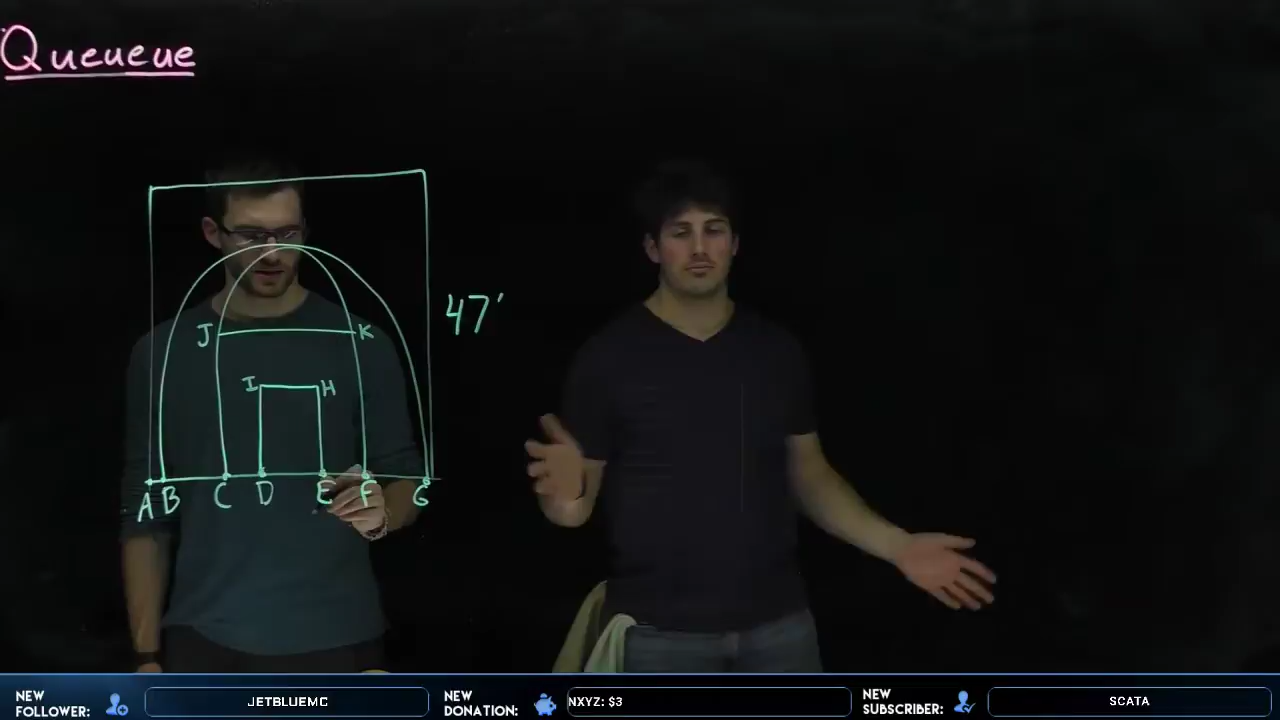 Queueue
47'
J K
I H
A B C D E F G
NEW FOLLOWER: JETBLUEMC
NEW DONATION: NXYZ: $3
NEW SUBSCRIBER: SCATA